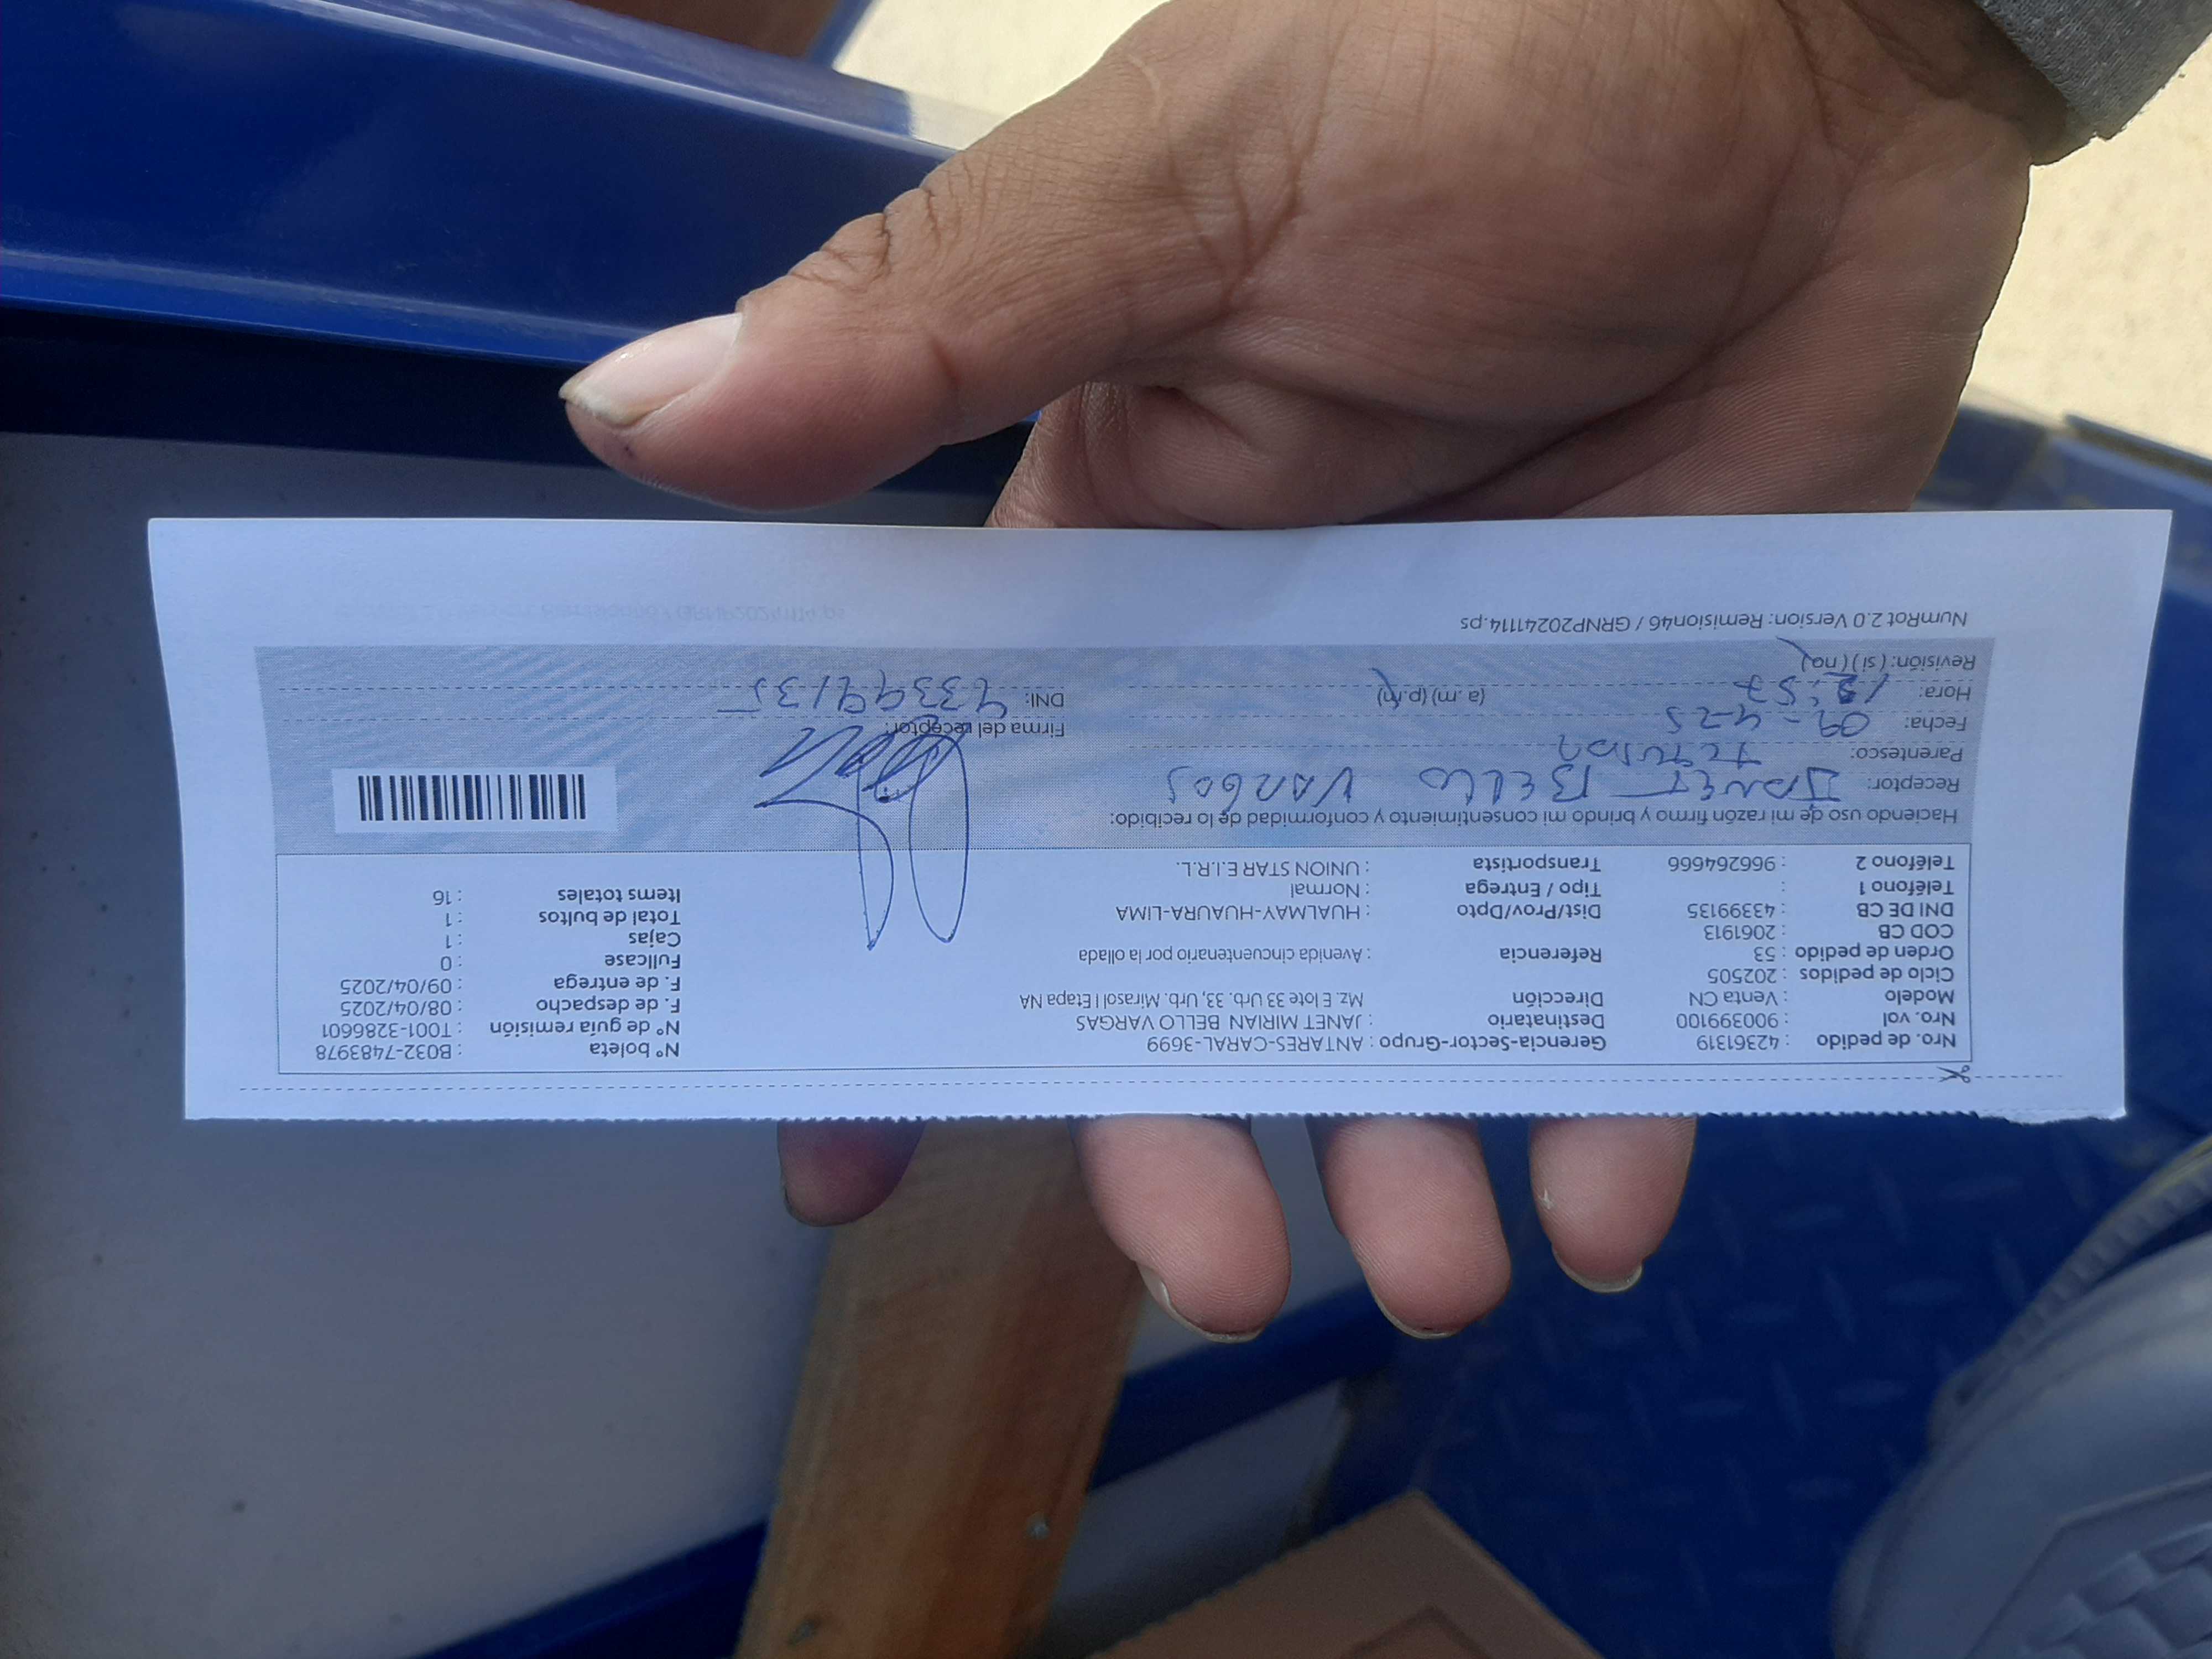 Nro. de pedido : 42361319 Gerencia-Sector-Grupo : ANTARES-CARAL-3699 N° boleta : B032-7483978
Nro. val : 900399100 Destinatario : JANET MIRIAN BELLO VARGAS N° de guía remisión : T001-3286601
Modelo : Venta CN Dirección Mz. E lote 33 Urb. 33, Urb. Mirasol I Etapa NA F. de despacho : 08/04/2025
Ciclo de pedidos : 202505 F. de entrega : 09/04/2025
Orden de pedido : 53 Referencia : Avenida cincuentenario por la ollada Fullcase : 0
COD CB : 2061913 Cajas : 1
DNI DE CB : 43399135 Dist/Prov/Dpto : HUALMAY-HUAURA-LIMA Total de bultos : 1
Teléfono 1 : Tipo / Entrega : Normal Items totales : 16
Teléfono 2 : 966264666 Transportista : UNION STAR E.I.R.L.
Haciendo uso de mi razón firmo y brindo mi consentimiento y conformidad de lo recibido:
Receptor: JANET BELLO VARGAS
Parentesco: TITULAR
Fecha: 09-4-25 Firma del receptor:
Hora: 12:57 (a. m) (p. m) DNI: 43399135
Revisión: (si) (no)
NumRot 2.0 Version: Remision46 / GRNP20241114.ps